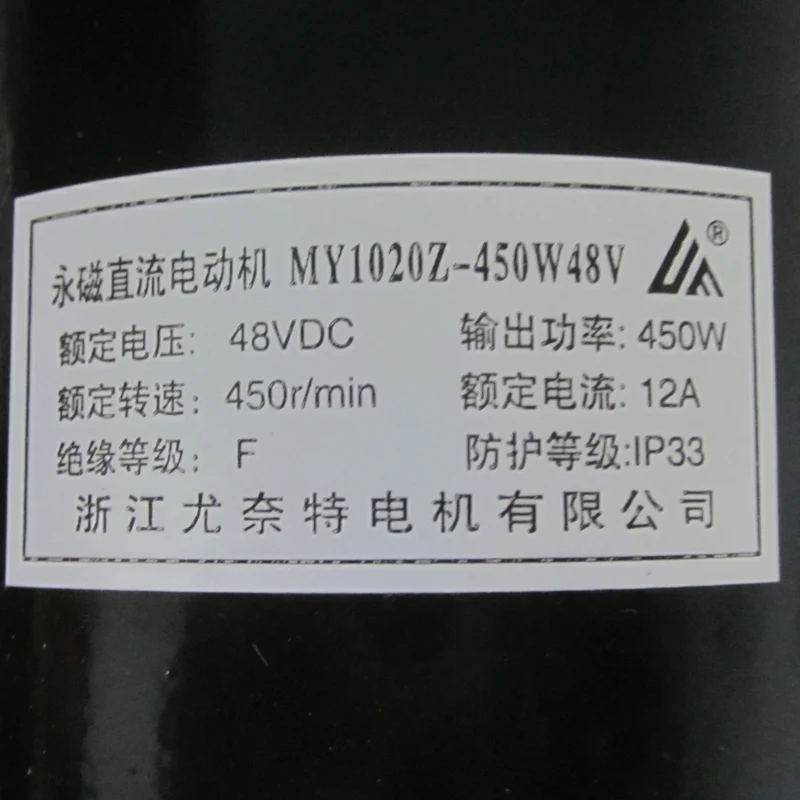 永磁直流电动机 MY1020Z-450W48V ®
额定电压: 48VDC 输出功率: 450W
额定转速: 450r/min 额定电流: 12A
绝缘等级: F 防护等级:IP33
浙江尤奈特电机有限公司